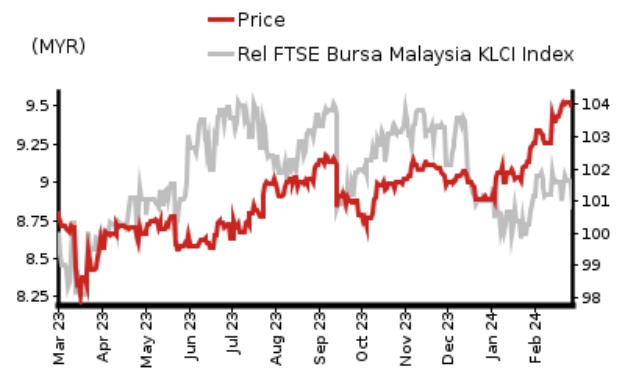 Price
(MYR)
Rel FTSE Bursa Malaysia KLCI Index
9.5
9.25
9
8.75
8.5
8.25
104
103
102
101
100
99
98
Mar 23
Apr 23
May 23
Jun 23
Jul 23
Aug 23
Sep 23
Oct 23
Nov 23
Dec 23
Jan 24
Feb 24